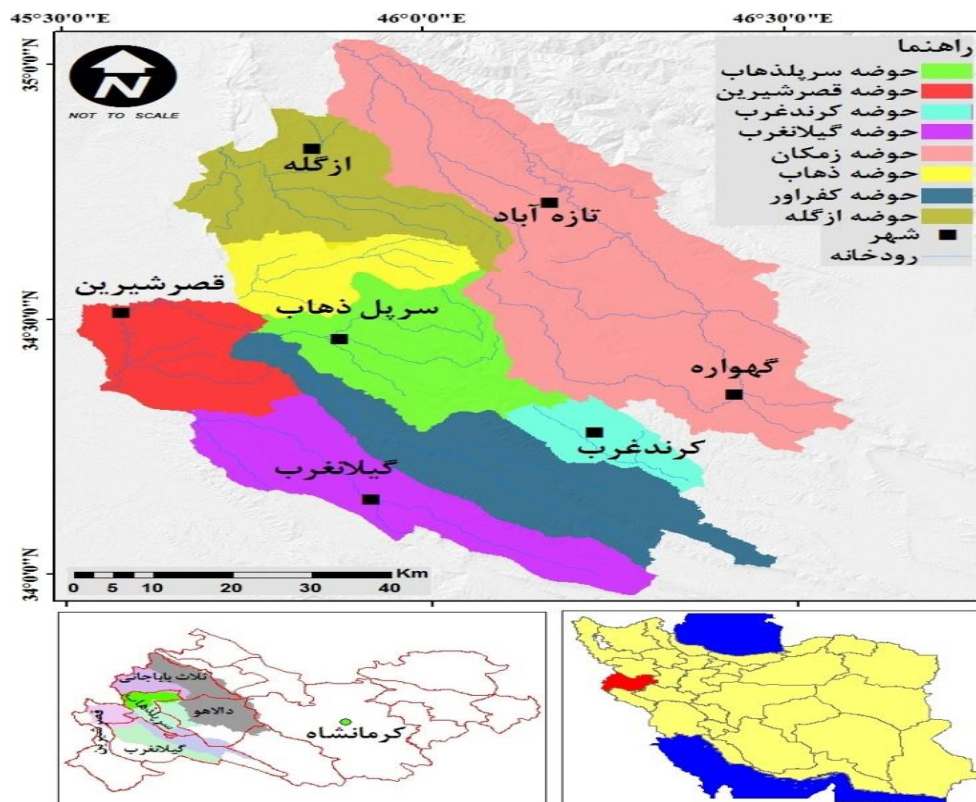 45°30'0"E
46°0'0"E
46°30'0"E
35°0'0"N
34°30'0"N
34°0'0"N
N
NOT TO SCALE
راهنما
حوضه سرپلذهاب
حوضه قصرشیرین
حوضه کرندغرب
حوضه گیلانغرب
حوضه زمکان
حوضه ذهاب
حوضه کفراور
حوضه ازگله
شهر
رودخانه
ازگله
تازه آباد
قصرشیرین
سرپل ذهاب
گهواره
کرندغرب
گیلانغرب
Km
0 5 10 20 30 40
ثلاث باباجانی
دالاهو
سرپلذهاب
قصرشیرین
گیلانغرب
کرمانشاه